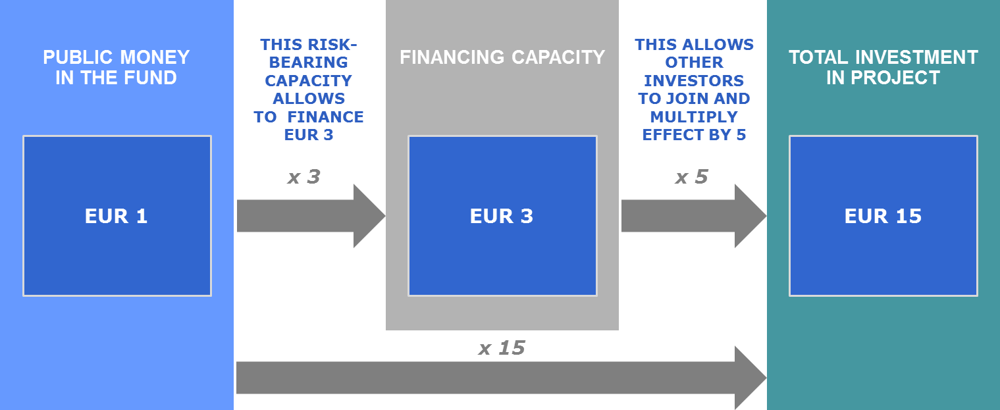 PUBLIC MONEY
IN THE FUND
EUR 1
THIS RISK-
BEARING
CAPACITY
ALLOWS
TO FINANCE
EUR 3
x 3
FINANCING CAPACITY
EUR 3
THIS ALLOWS
OTHER
INVESTORS
TO JOIN AND
MULTIPLY
EFFECT BY 5
x 5
TOTAL INVESTMENT
IN PROJECT
EUR 15
x 15